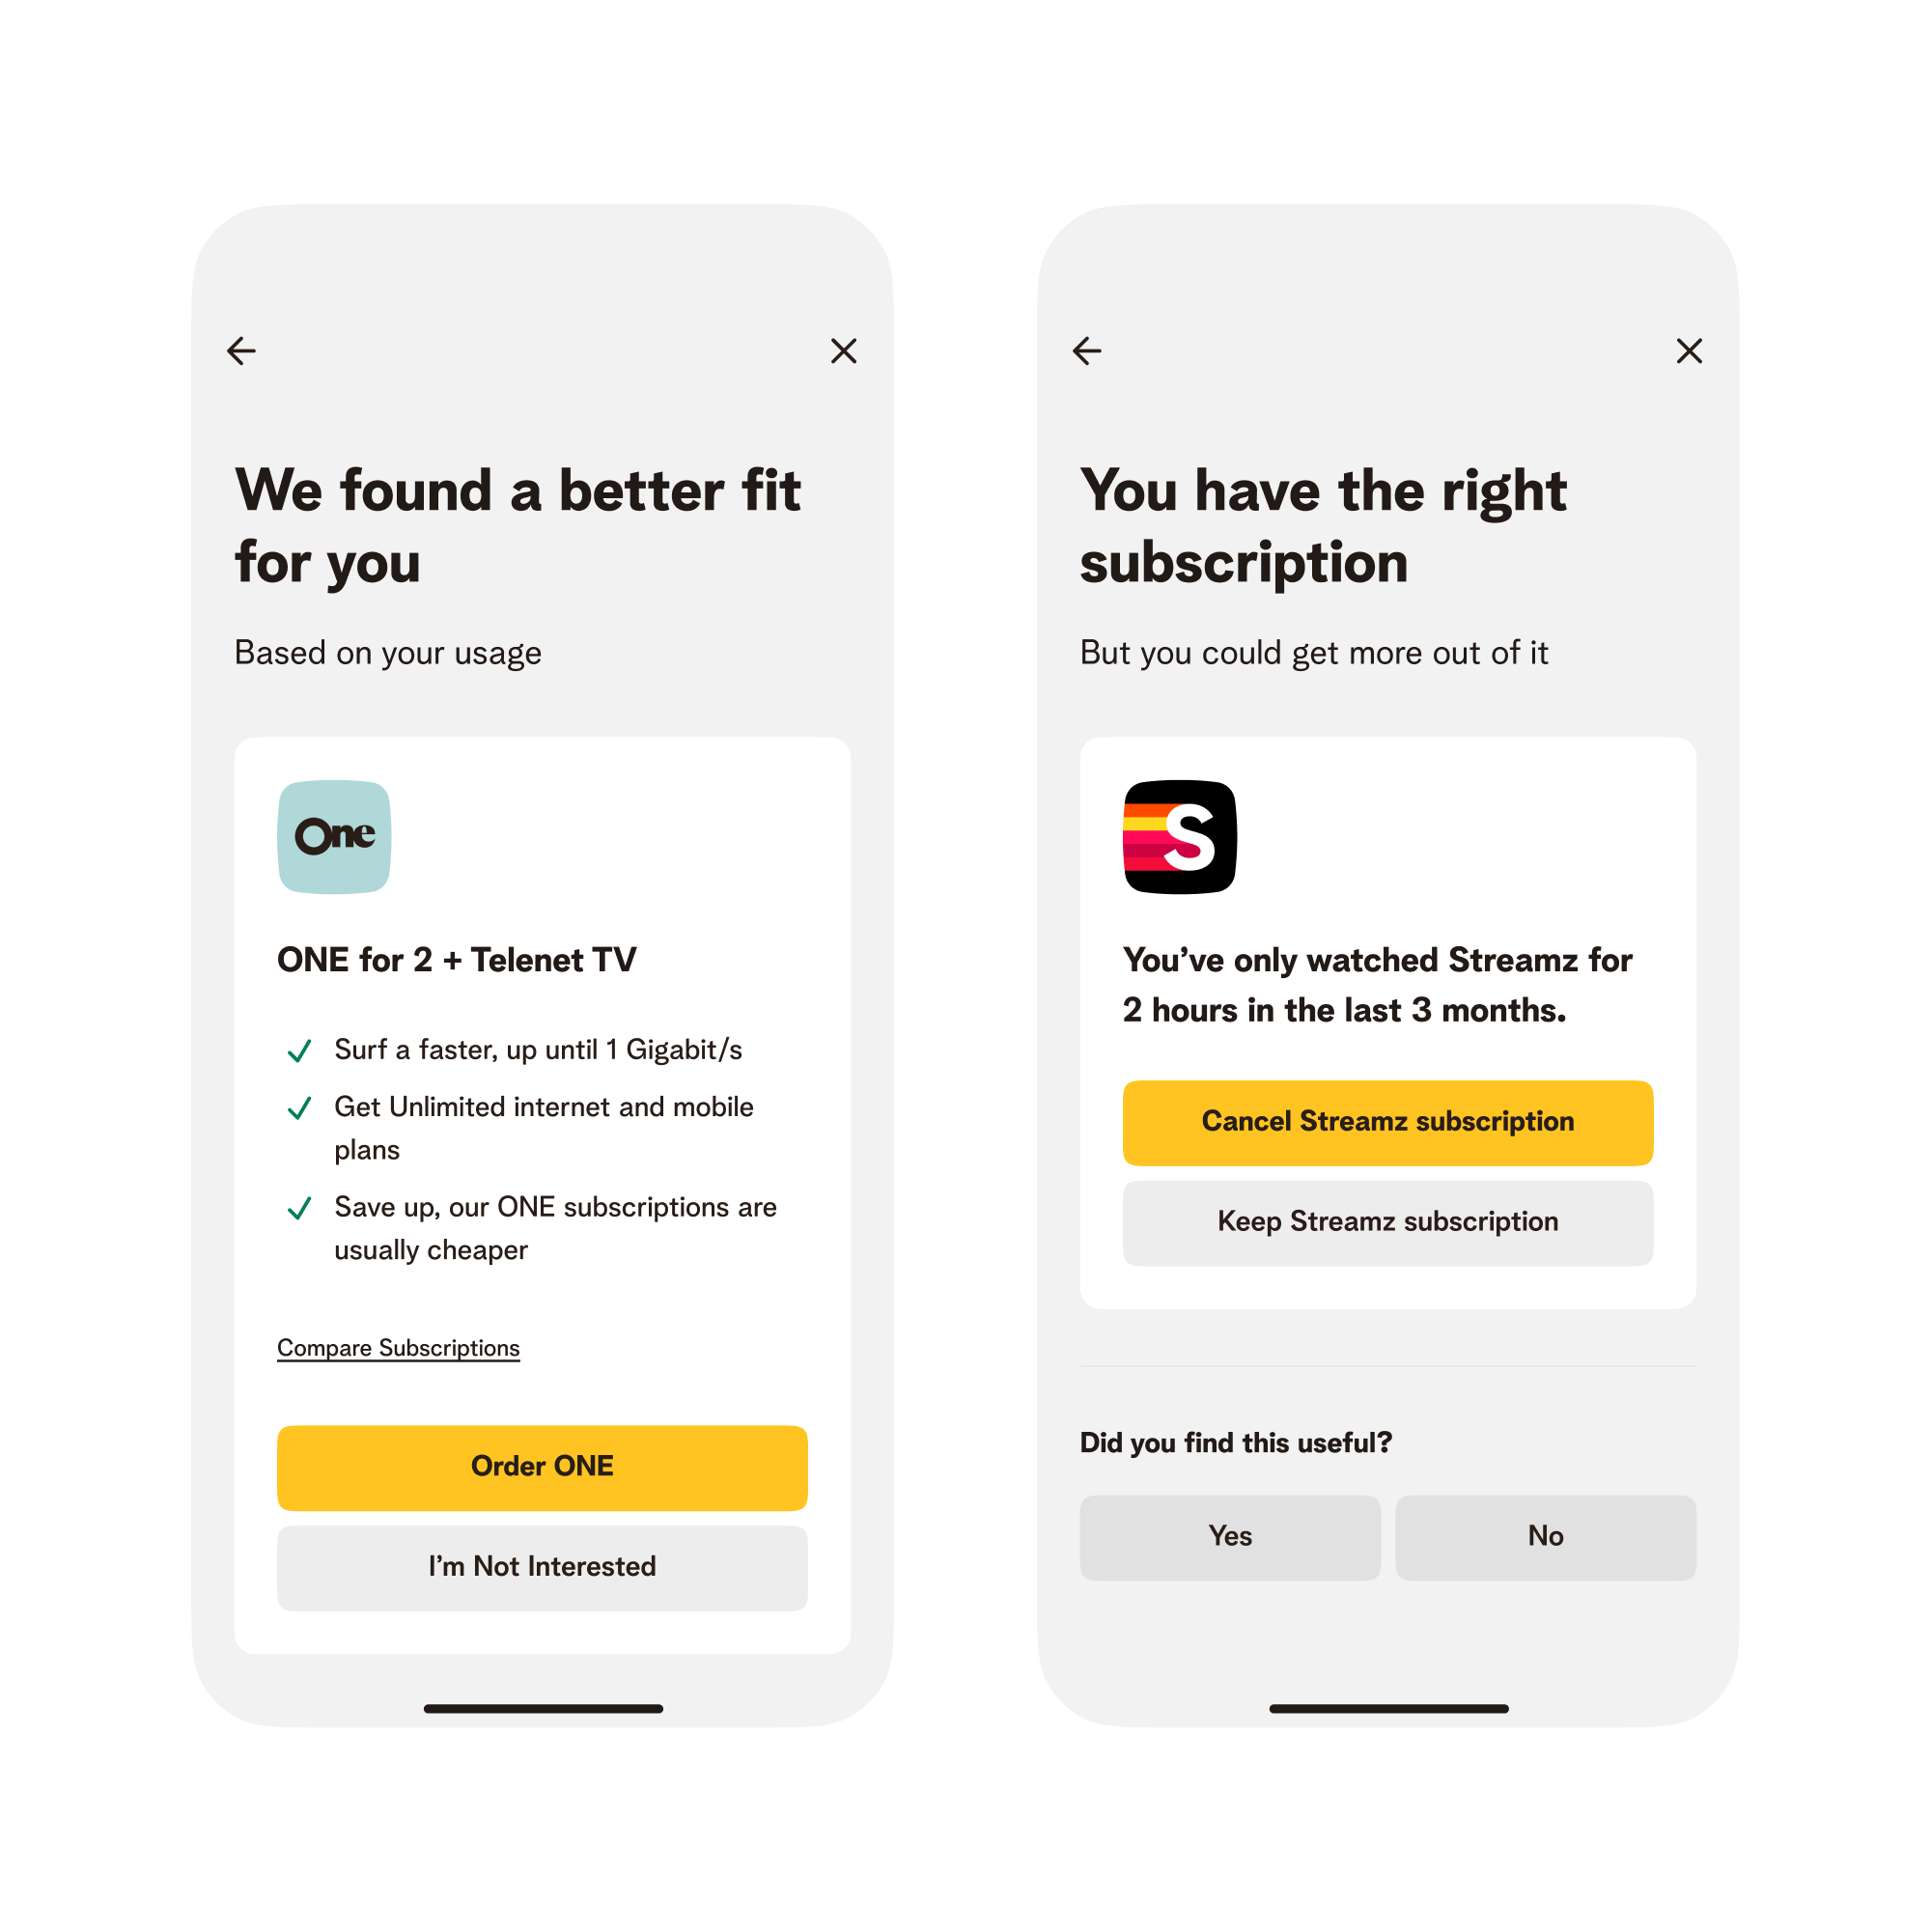 We found a better fit
for you
Based on your usage
One
ONE for 2 + Telenet TV
Surf a faster, up until 1 Gigabit/s
Get Unlimited internet and mobile
plans
Save up, our ONE subscriptions are
usually cheaper
Compare Subscriptions
Order ONE
I’m Not Interested
You have the right
subscription
But you could get more out of it
S
You’ve only watched Streamz for
2 hours in the last 3 months.
Cancel Streamz subscription
Keep Streamz subscription
Did you find this useful?
Yes
No